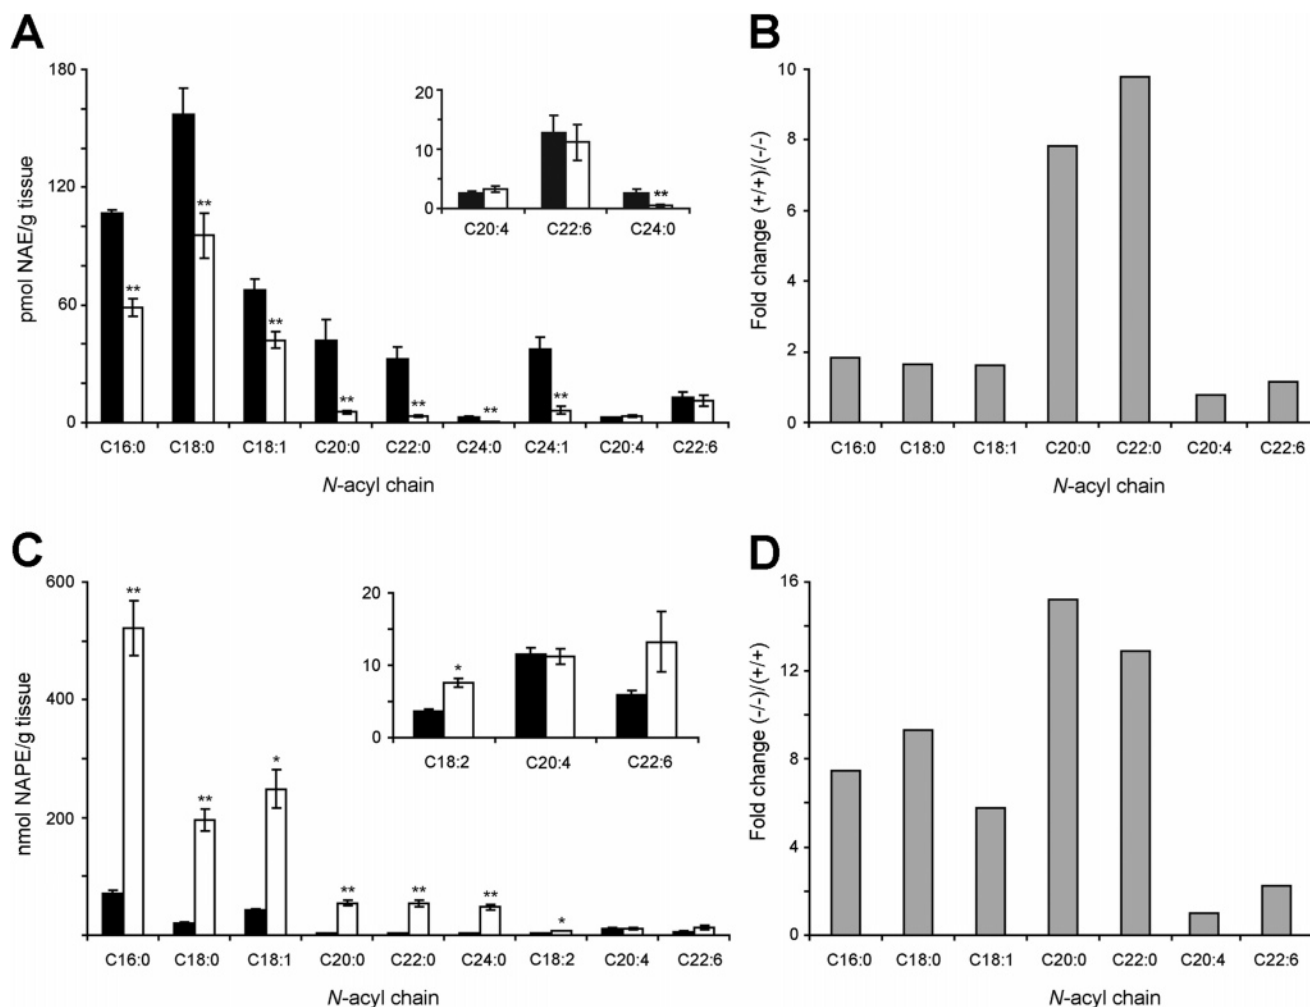 A
pmol NAE/g tissue
180
120
60
0
** ** ** ** ** ** **
C16:0 C18:0 C18:1 C20:0 C22:0 C24:0 C24:1 C20:4 C22:6
N-acyl chain
20
10
0
**
C20:4 C22:6 C24:0
B
Fold change (+/+)/(-/-)
10
8
6
4
2
0
C16:0 C18:0 C18:1 C20:0 C22:0 C20:4 C22:6
N-acyl chain
C
nmol NAPE/g tissue
600
400
200
** ** * ** ** ** *
C16:0 C18:0 C18:1 C20:0 C22:0 C24:0 C18:2 C20:4 C22:6
N-acyl chain
20
10
0
*
C18:2 C20:4 C22:6
D
Fold change (-/-)/(+/+)
16
12
8
4
0
C16:0 C18:0 C18:1 C20:0 C22:0 C20:4 C22:6
N-acyl chain